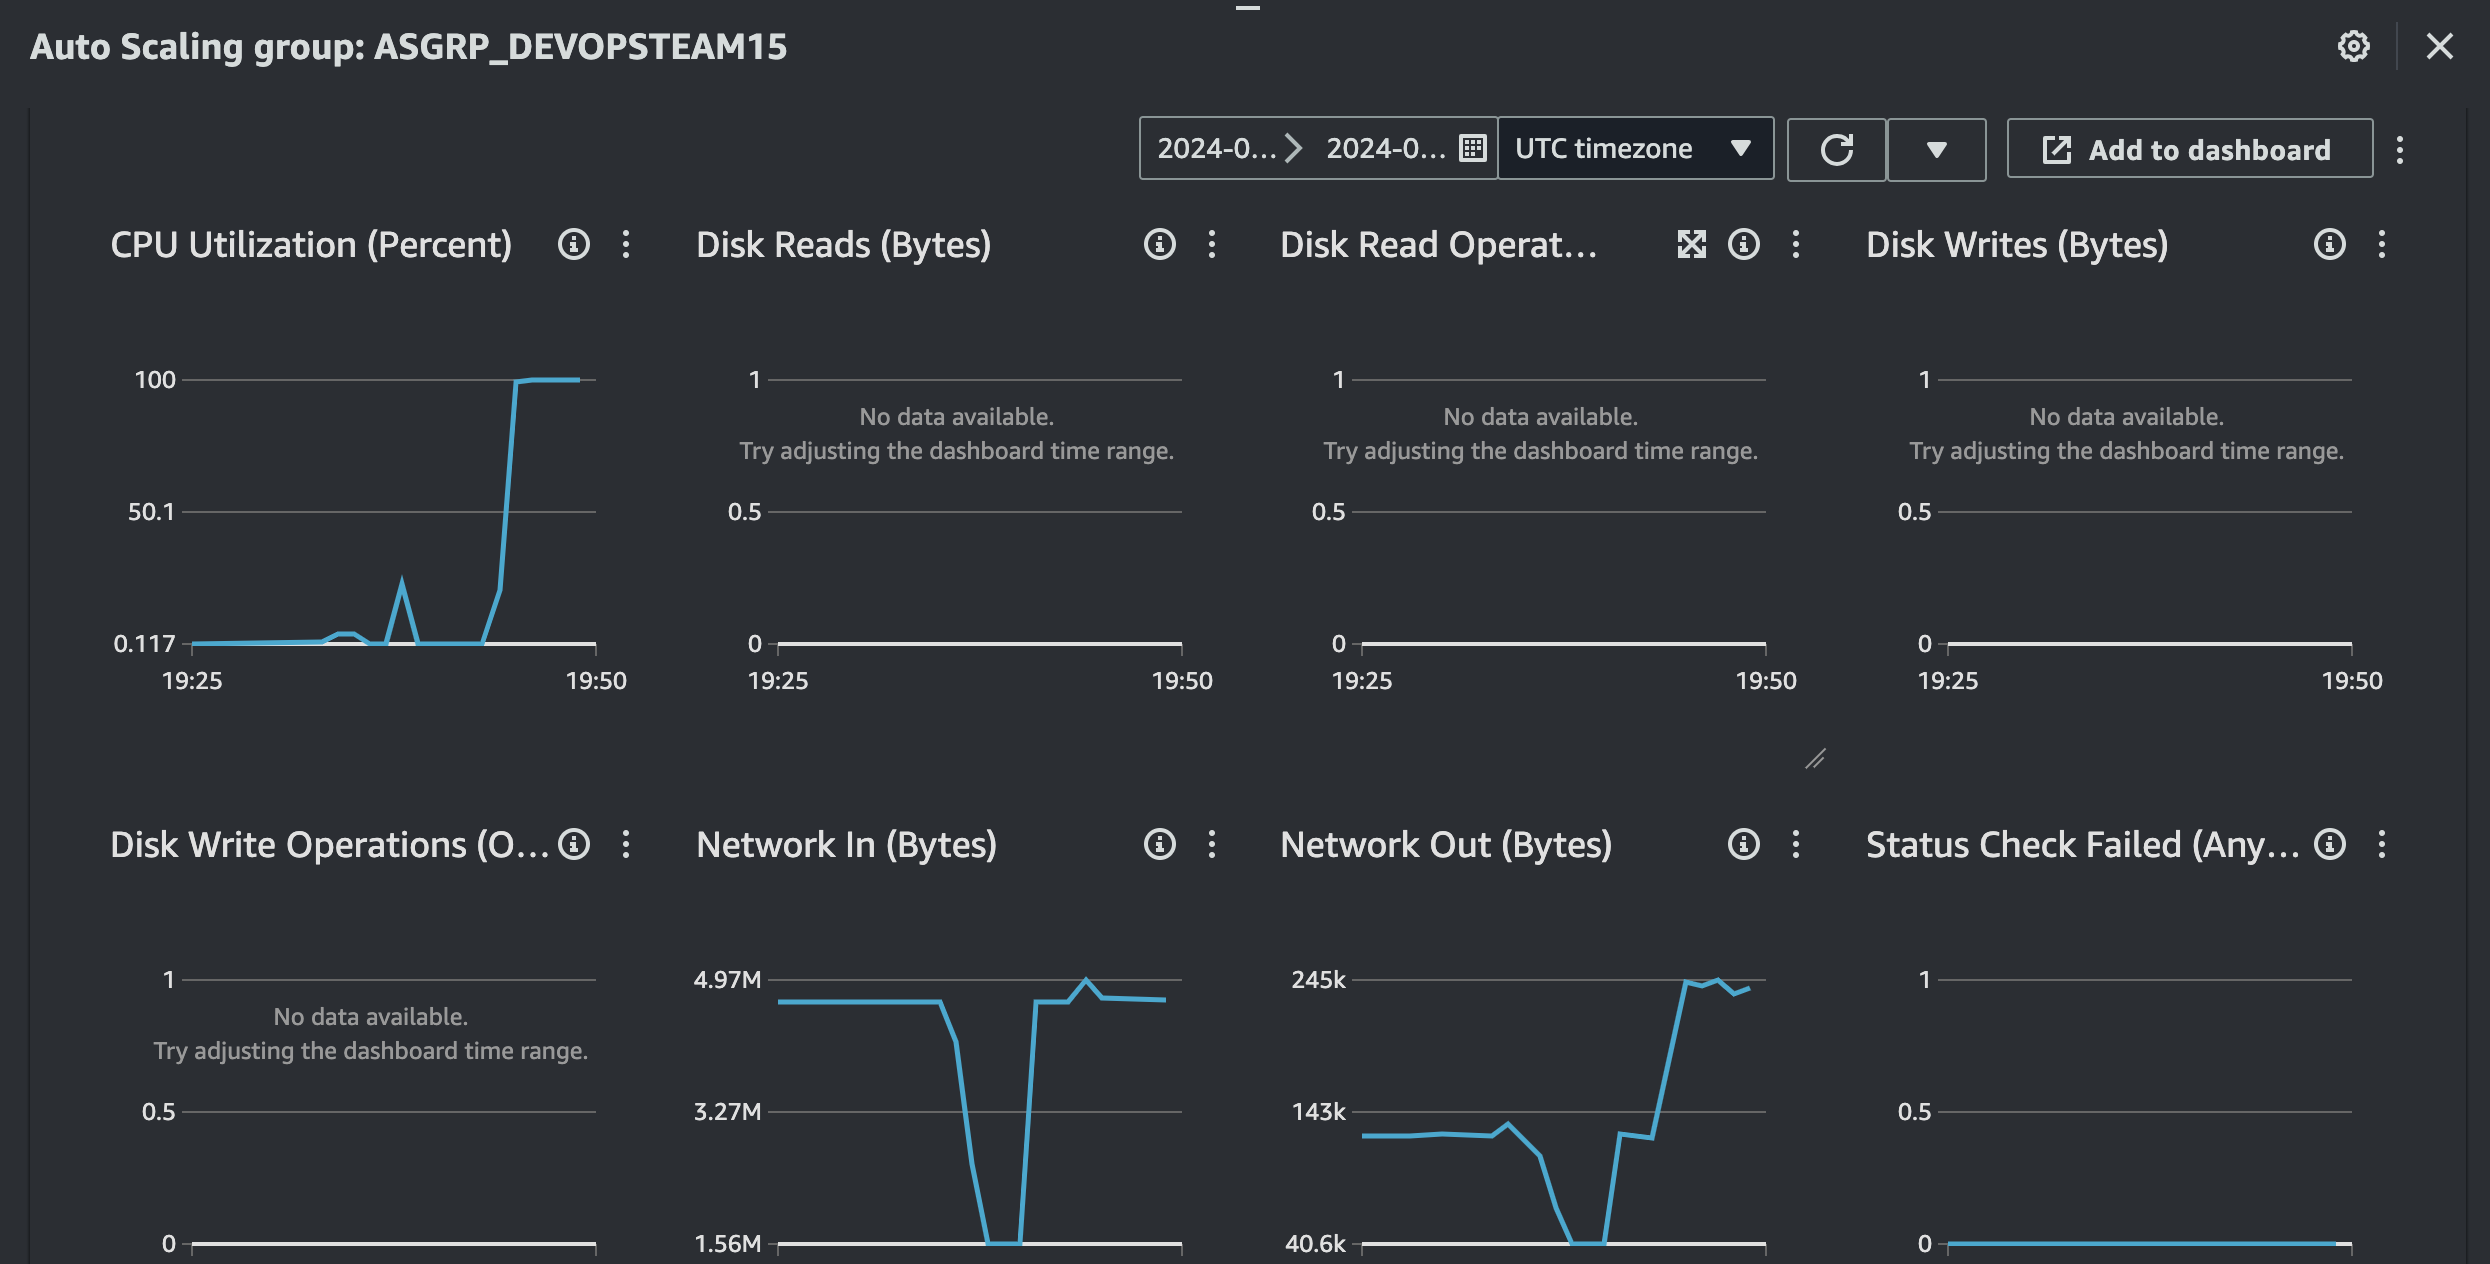 Auto Scaling group: ASGRP_DEVOPSTEAM15
2024-0... 2024-0... UTC timezone Add to dashboard
CPU Utilization (Percent)
100
50.1
0.117
19:25 19:50
Disk Reads (Bytes)
1
No data available.
Try adjusting the dashboard time range.
0.5
0
19:25 19:50
Disk Read Operat...
1
No data available.
Try adjusting the dashboard time range.
0.5
0
19:25 19:50
Disk Writes (Bytes)
1
No data available.
Try adjusting the dashboard time range.
0.5
0
19:25 19:50
Disk Write Operations (O...
1
No data available.
Try adjusting the dashboard time range.
0.5
0
Network In (Bytes)
4.97M
3.27M
1.56M
Network Out (Bytes)
245k
143k
40.6k
Status Check Failed (Any...
1
0.5
0